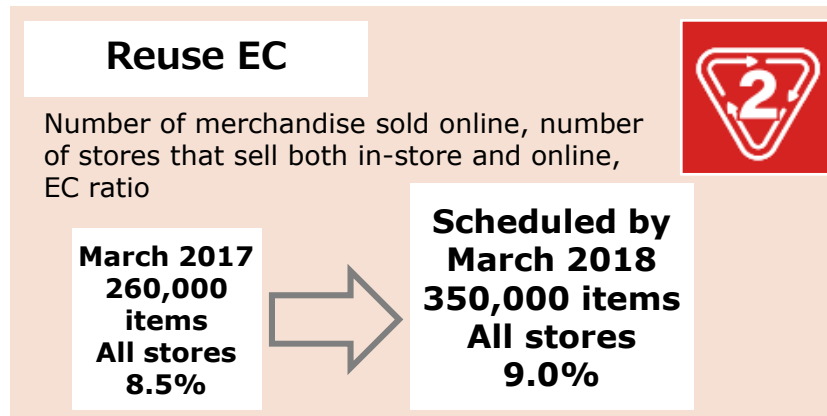 Reuse EC
2
Number of merchandise sold online, number
of stores that sell both in-store and online,
EC ratio
March 2017
260,000
items
All stores
8.5%
Scheduled by
March 2018
350,000 items
All stores
9.0%